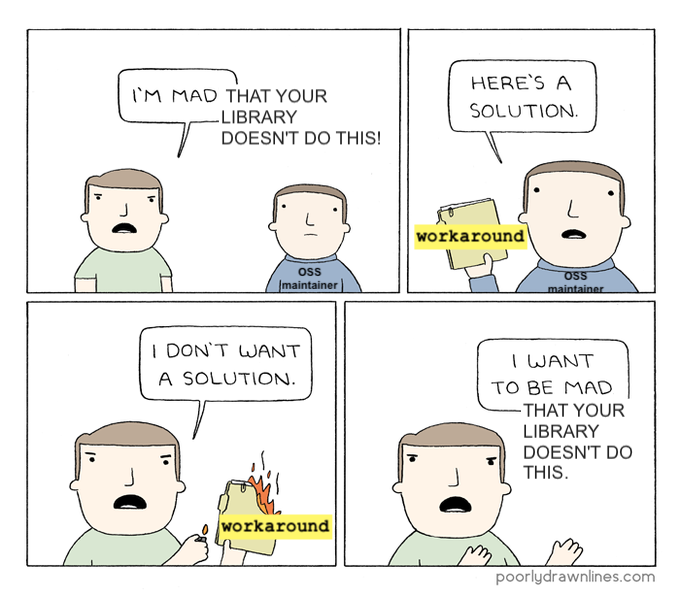 I'M MAD THAT YOUR
LIBRARY
DOESN'T DO THIS!
OSS
maintainer
HERE'S A
SOLUTION.
workaround
OSS
maintainer
I DON'T WANT
A SOLUTION.
workaround
I WANT
TO BE MAD
THAT YOUR
LIBRARY
DOESN'T DO
THIS.
poorlydrawnlines.com